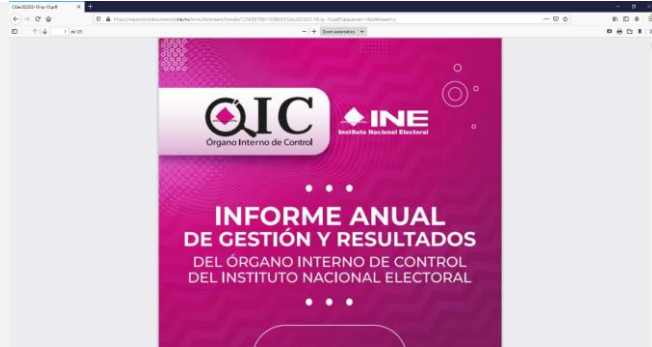 OIC
Órgano Interno de Control
INE
Instituto Nacional Electoral
INFORME ANUAL
DE GESTIÓN Y RESULTADOS
DEL ÓRGANO INTERNO DE CONTROL
DEL INSTITUTO NACIONAL ELECTORAL